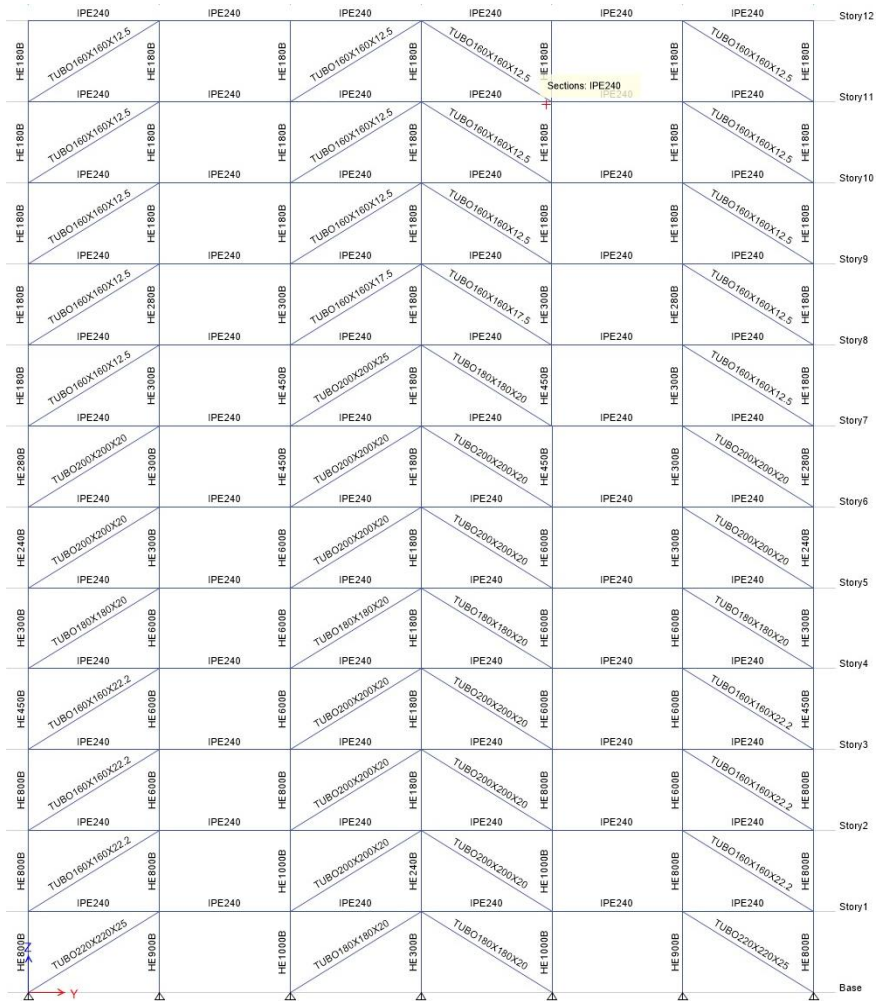 IPE240 IPE240 IPE240 IPE240 IPE240 IPE240 Story12
HE180B TUBO160X160X12.5 HE180B HE180B TUBO160X160X12.5 HE180B TUBO160X160X12.5 HE180B HE180B TUBO160X160X12.5 HE180B
Sections: IPE240
IPE240 IPE240 IPE240 IPE240 IPE240 IPE240 Story11
HE180B TUBO160X160X12.5 HE180B HE180B TUBO160X160X12.5 HE180B TUBO160X160X12.5 HE180B HE180B TUBO160X160X12.5 HE180B
IPE240 IPE240 IPE240 IPE240 IPE240 IPE240 Story10
HE180B TUBO160X160X12.5 HE180B HE180B TUBO160X160X12.5 HE180B TUBO160X160X12.5 HE180B HE180B TUBO160X160X12.5 HE180B
IPE240 IPE240 IPE240 IPE240 IPE240 IPE240 Story9
HE180B TUBO160X160X12.5 HE280B HE300B TUBO160X160X17.5 HE180B TUBO160X160X17.5 HE300B HE280B TUBO160X160X12.5 HE180B
IPE240 IPE240 IPE240 IPE240 IPE240 IPE240 Story8
HE180B TUBO160X160X12.5 HE300B HE450B TUBO200X200X25 HE180B TUBO180X180X20 HE450B HE300B TUBO160X160X12.5 HE180B
IPE240 IPE240 IPE240 IPE240 IPE240 IPE240 Story7
HE280B TUBO200X200X20 HE300B HE450B TUBO200X200X20 HE180B TUBO200X200X20 HE450B HE300B TUBO200X200X20 HE280B
IPE240 IPE240 IPE240 IPE240 IPE240 IPE240 Story6
HE240B TUBO200X200X20 HE300B HE600B TUBO200X200X20 HE180B TUBO200X200X20 HE600B HE300B TUBO200X200X20 HE240B
IPE240 IPE240 IPE240 IPE240 IPE240 IPE240 Story5
HE300B TUBO180X180X20 HE600B HE600B TUBO180X180X20 HE180B TUBO180X180X20 HE600B HE600B TUBO180X180X20 HE300B
IPE240 IPE240 IPE240 IPE240 IPE240 IPE240 Story4
HE450B TUBO160X160X22.2 HE600B HE600B TUBO200X200X20 HE180B TUBO200X200X20 HE600B HE600B TUBO160X160X22.2 HE450B
IPE240 IPE240 IPE240 IPE240 IPE240 IPE240 Story3
HE800B TUBO160X160X22.2 HE600B HE800B TUBO200X200X20 HE180B TUBO200X200X20 HE800B HE600B TUBO160X160X22.2 HE800B
IPE240 IPE240 IPE240 IPE240 IPE240 IPE240 Story2
HE800B TUBO160X160X22.2 HE800B HE1000B TUBO200X200X20 HE240B TUBO200X200X20 HE1000B HE800B TUBO160X160X22.2 HE800B
IPE240 IPE240 IPE240 IPE240 IPE240 IPE240 Story1
HE800B TUBO220X220X25 HE900B HE1000B TUBO180X180X20 HE300B TUBO180X180X20 HE1000B HE900B TUBO220X220X25 HE800B
Z
Y
Base